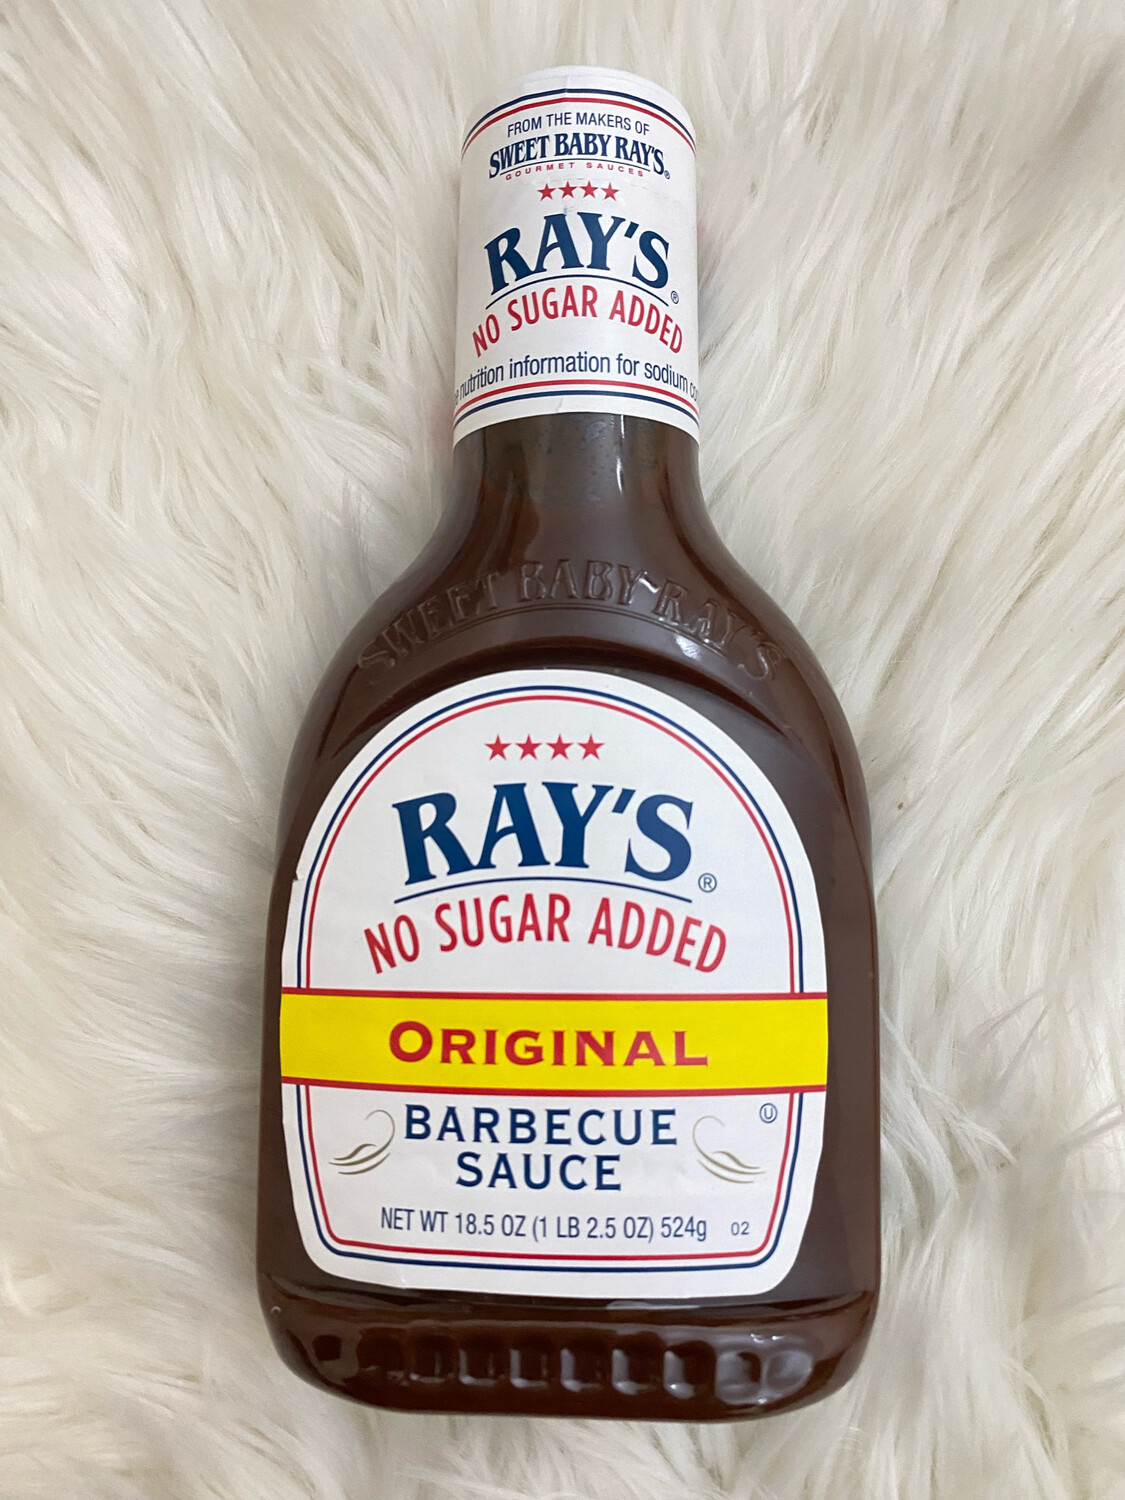 FROM THE MAKERS OF
SWEET BABY RAY'S®
GOURMET SAUCES
RAY'S®
NO SUGAR ADDED
nutrition information for sodium
SWEET BABY RAY'S
RAY'S®
NO SUGAR ADDED
ORIGINAL
U
BARBECUE
SAUCE
NET WT 18.5 OZ (1 LB 2.5 OZ) 524g 02